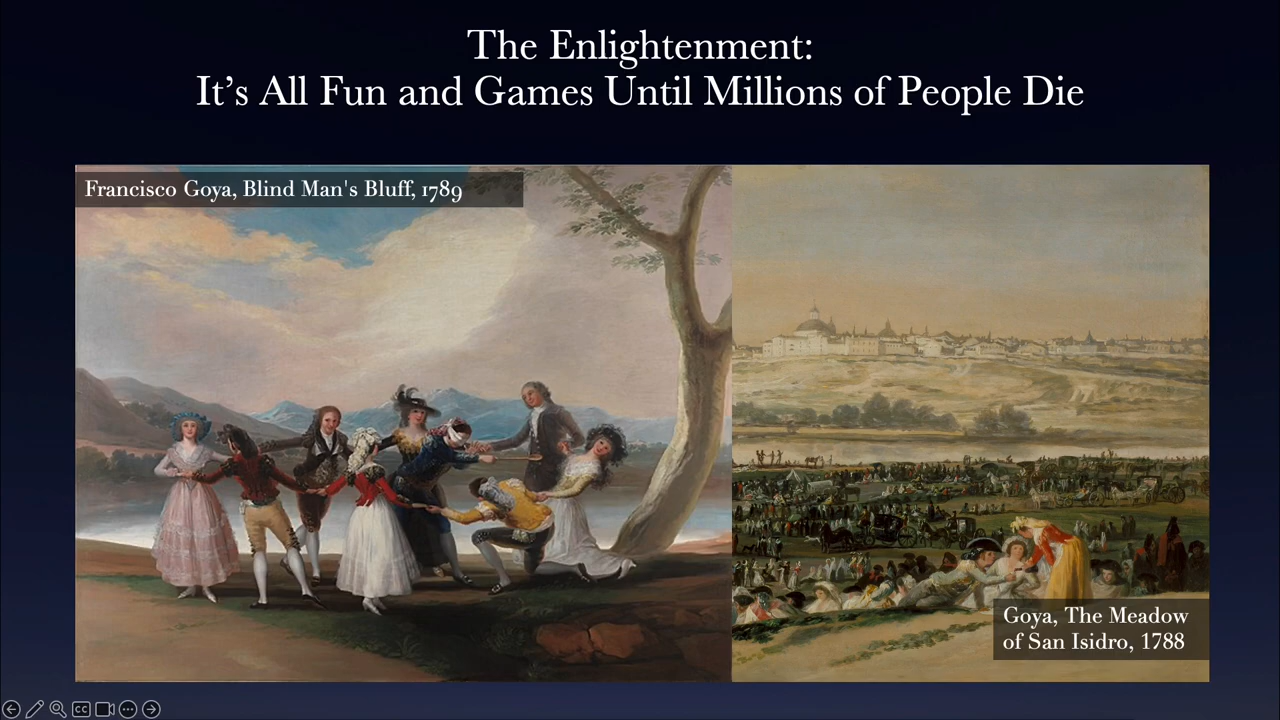 The Enlightenment:
It’s All Fun and Games Until Millions of People Die
Francisco Goya, Blind Man's Bluff, 1789
Goya, The Meadow
of San Isidro, 1788
CC